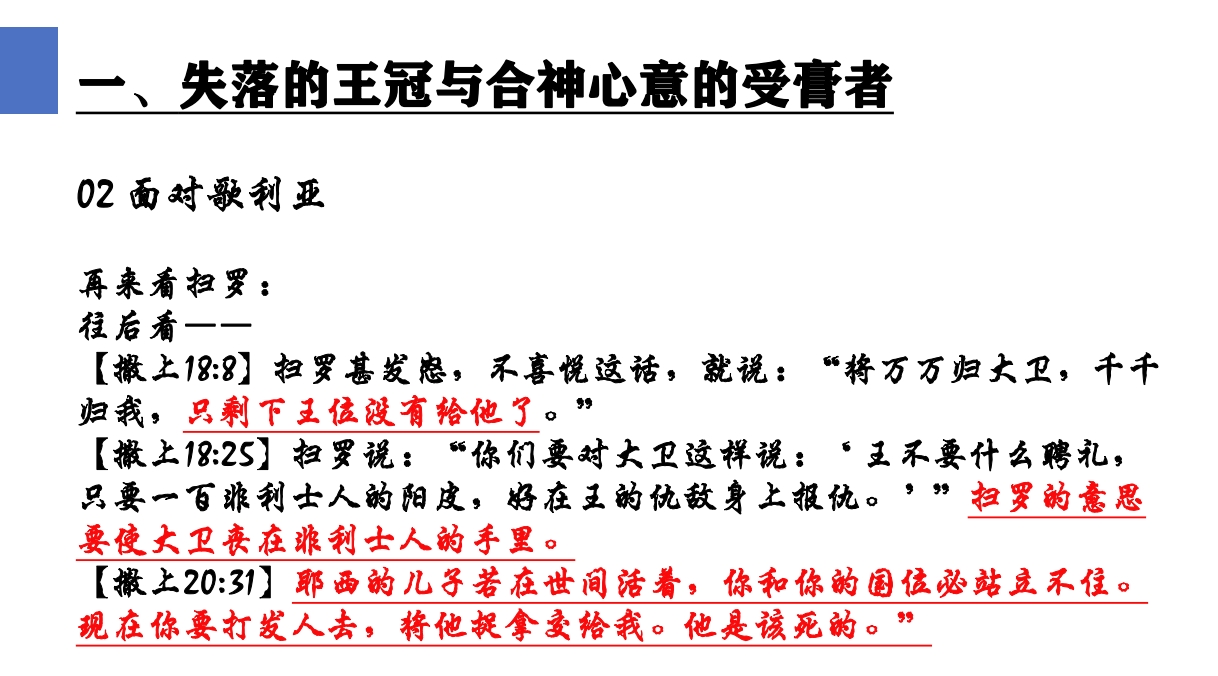 一、失落的王冠与合神心意的受膏者
02 面对歌利亚
再来看扫罗：
往后看——
【撒上18:8】扫罗甚发怒，不喜悦这话，就说：“将万万归大卫，千千
归我，只剩下王位没有给他了。”
【撒上18:25】扫罗说：“你们要对大卫这样说：‘王不要什么聘礼，
只要一百非利士人的阳皮，好在王的仇敌身上报仇。’”扫罗的意思
要使大卫丧在非利士人的手里。
【撒上20:31】耶西的儿子若在世间活着，你和你的国位必站立不住。
现在你要打发人去，将他捉拿交给我。他是该死的。”